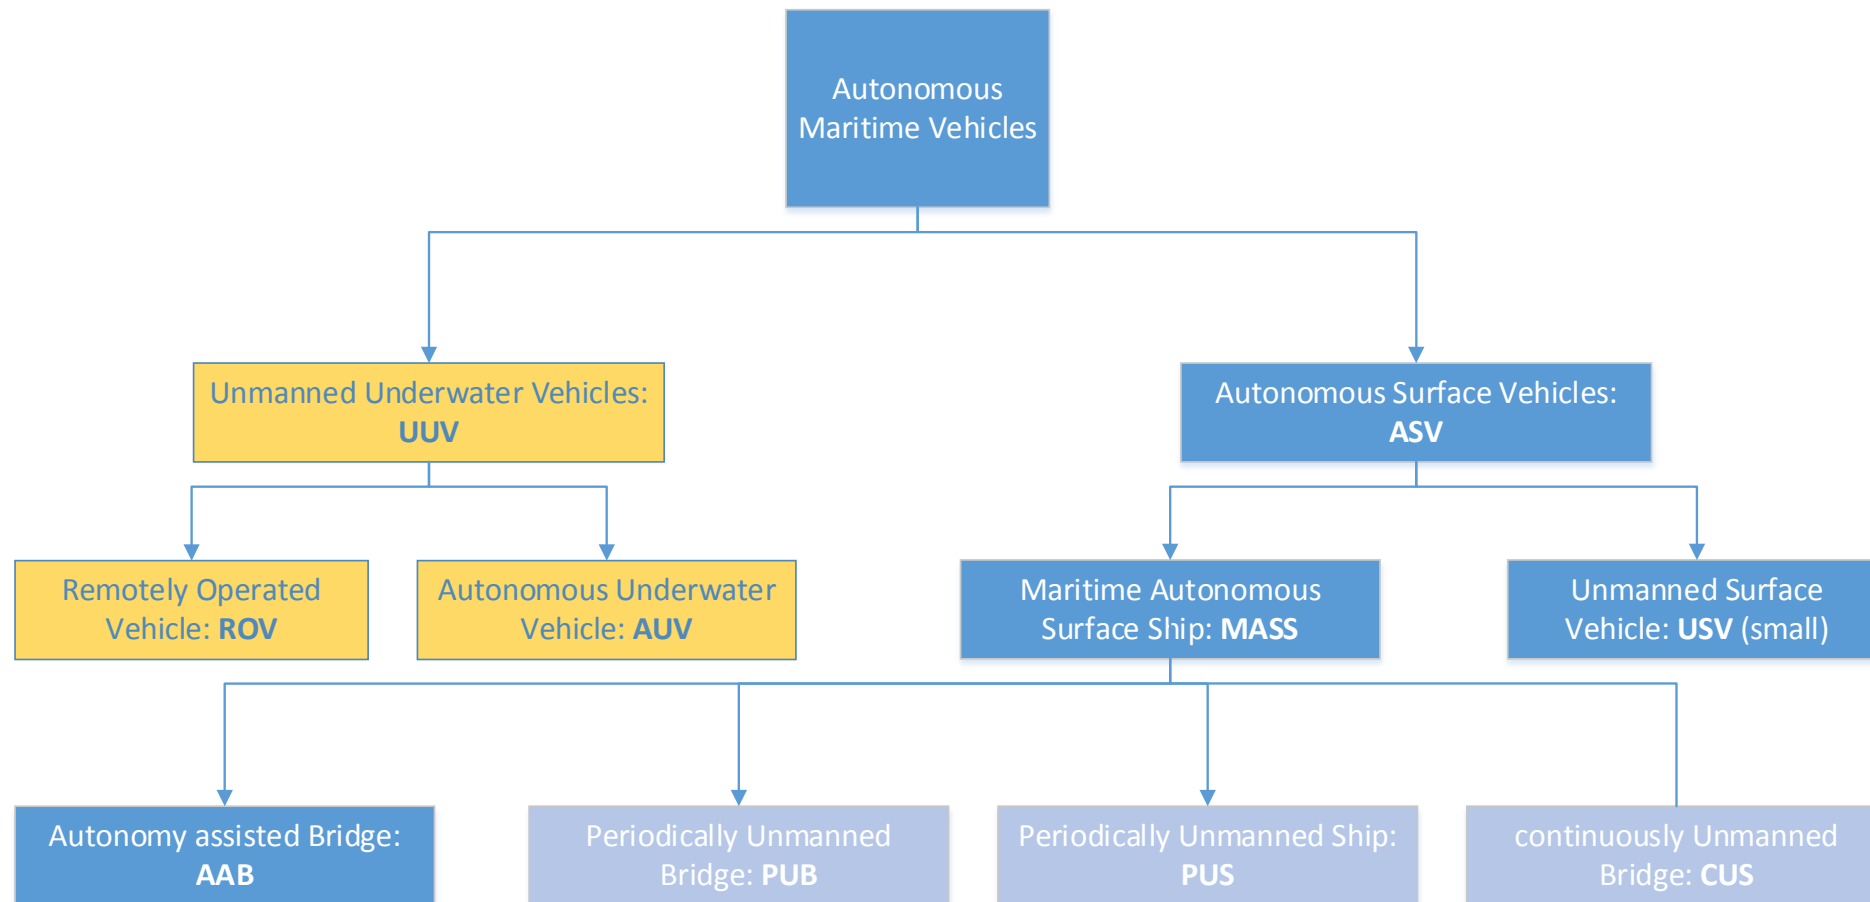 Autonomous
Maritime Vehicles
Unmanned Underwater Vehicles:
UUV
Autonomous Surface Vehicles:
ASV
Remotely Operated
Vehicle: ROV
Autonomous Underwater
Vehicle: AUV
Maritime Autonomous
Surface Ship: MASS
Unmanned Surface
Vehicle: USV (small)
Autonomy assisted Bridge:
AAB
Periodically Unmanned
Bridge: PUB
Periodically Unmanned Ship:
PUS
continuously Unmanned
Bridge: CUS